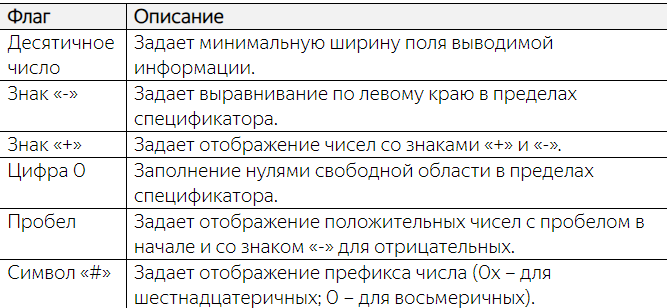 Флаг Описание
Десятичное Задает минимальную ширину поля выводимой
число информации.
Знак «-» Задает выравнивание по левому краю в пределах
спецификатора.
Знак «+» Задает отображение чисел со знаками «+» и «-».
Цифра 0 Заполнение нулями свободной области в пределах
спецификатора.
Пробел Задает отображение положительных чисел с пробелом в
начале и со знаком «-» для отрицательных.
Символ «#» Задает отображение префикса числа (0x – для
шестнадцатеричных; 0 – для восьмеричных).